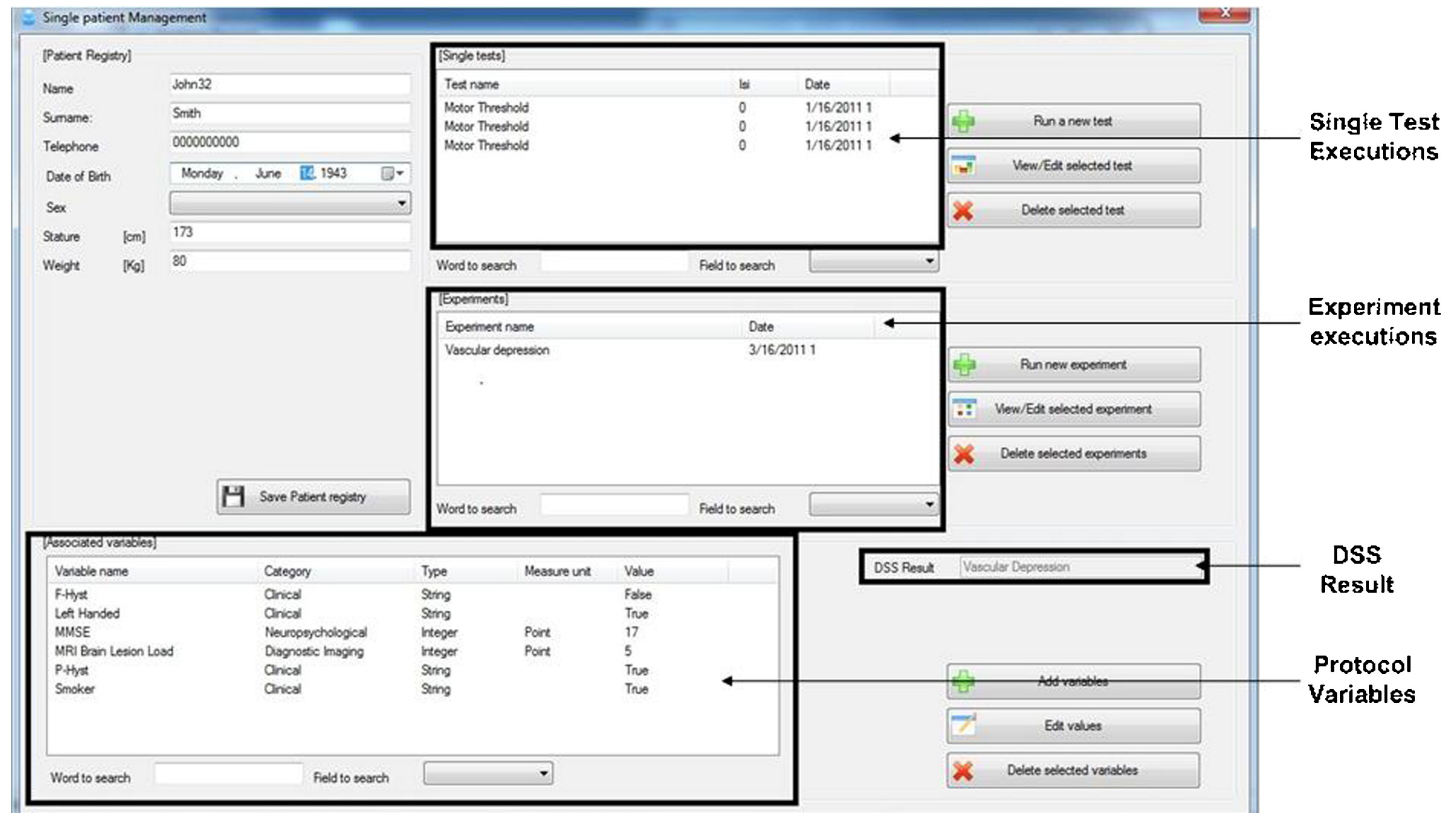 Single patient Management
[Patient Registry]
Name John32
Surname: Smith
Telephone 0000000000
Date of Birth Monday , June 14, 1943
Sex
Stature [cm] 173
Weight [Kg] 80
Save Patient registry
[Single tests]
Test name Isi Date
Motor Threshold 0 1/16/2011 1
Motor Threshold 0 1/16/2011 1
Motor Threshold 0 1/16/2011 1
Word to search Field to search
Run a new test
View/Edit selected test
Delete selected test
Single Test
Executions
[Experiments]
Experiment name Date
Vascular depression 3/16/2011 1
Word to search Field to search
Run new experiment
View/Edit selected experiment
Delete selected experiments
Experiment
executions
[Associated variables]
Variable name Category Type Measure unit Value
F-Hyst Clinical String False
Left Handed Clinical String True
MMSE Neuropsychological Integer Point 17
MRI Brain Lesion Load Diagnostic Imaging Integer Point 5
P-Hyst Clinical String True
Smoker Clinical String True
Word to search Field to search
DSS Result Vascular Depression
DSS
Result
Add variables
Edit values
Delete selected variables
Protocol
Variables